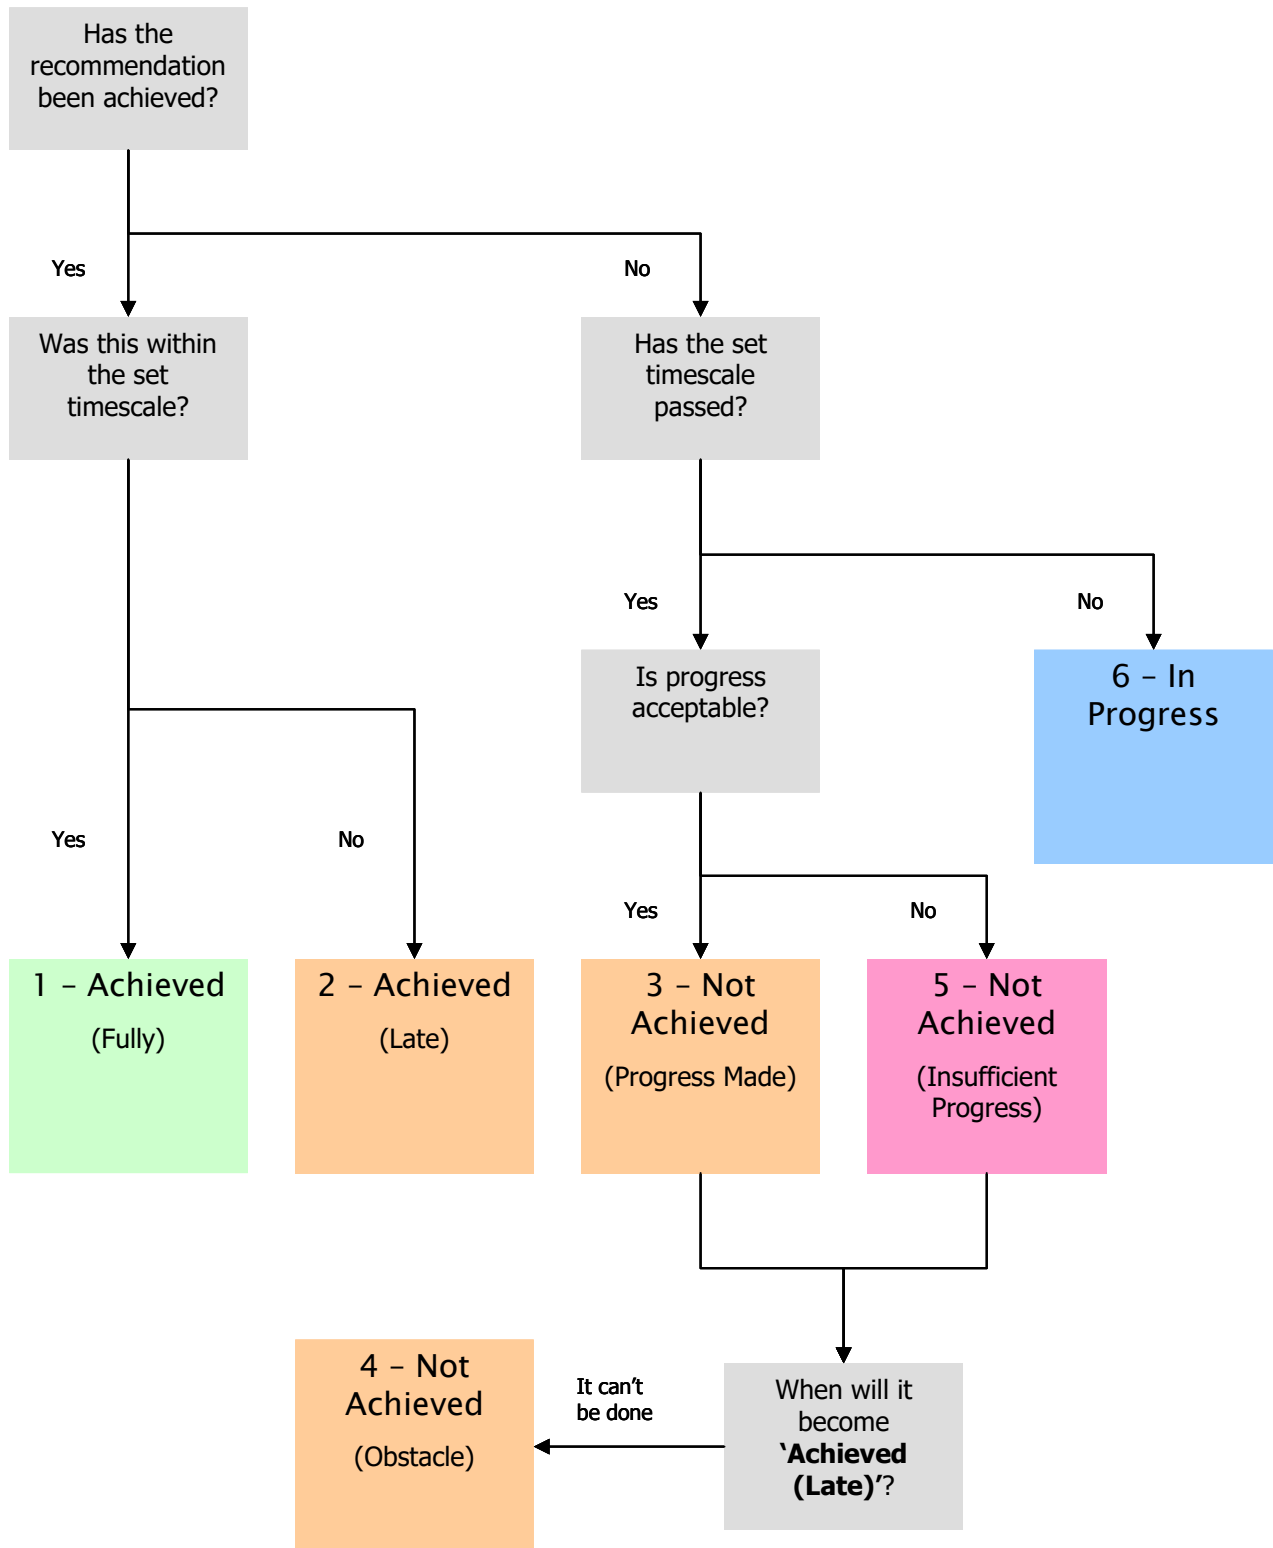 Has the
recommendation
been achieved?
Yes
No
Was this within
the set
timescale?
Has the set
timescale
passed?
Yes
No
Is progress
acceptable?
6 – In
Progress
Yes
No
Yes
No
1 – Achieved
(Fully)
2 – Achieved
(Late)
3 – Not
Achieved
(Progress Made)
5 – Not
Achieved
(Insufficient
Progress)
4 – Not
Achieved
(Obstacle)
It can’t
be done
When will it
become
‘Achieved
(Late)’?